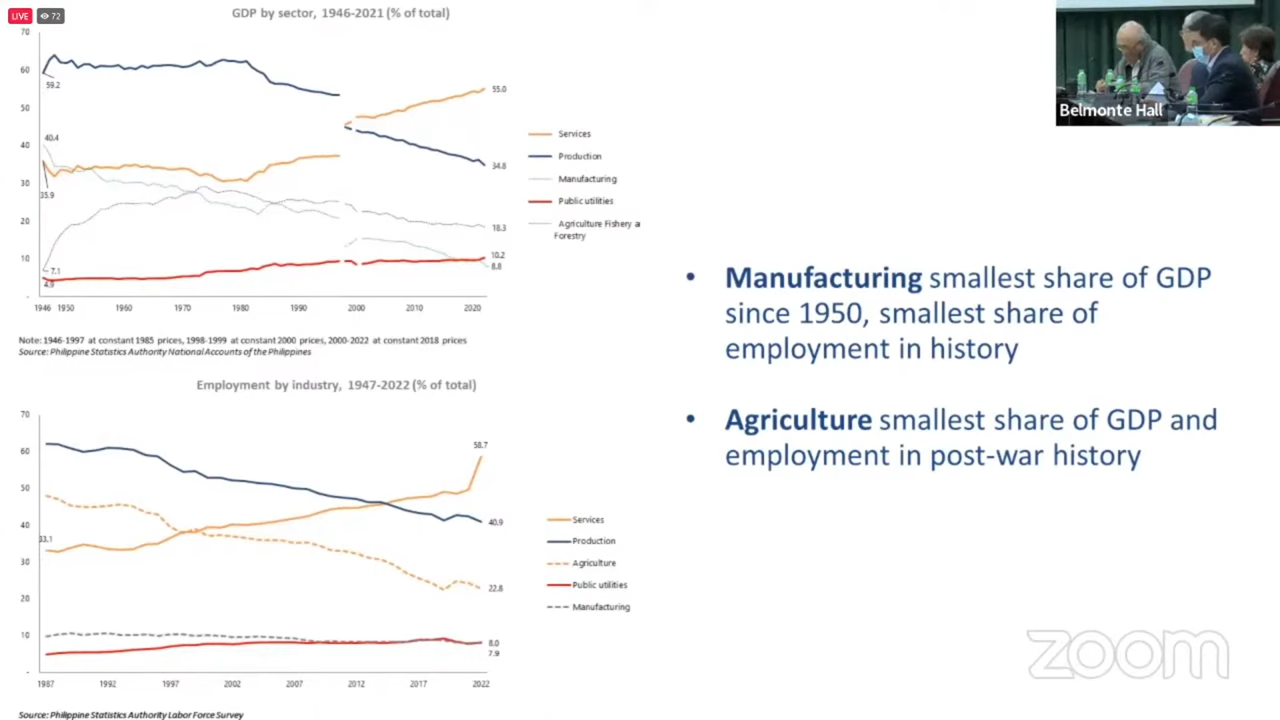 LIVE 72
GDP by sector, 1946-2021 (% of total)
70
60
50
40
30
20
10
-
59.2
40.4
35.9
7.1
4.9
55.0
34.8
18.3
10.2
8.8
1946 1950 1960 1970 1980 1990 2000 2010 2020
Services
Production
Manufacturing
Public utilities
Agriculture Fishery a
Forestry
Note: 1946-1997 at constant 1985 prices, 1998-1999 at constant 2000 prices, 2000-2022 at constant 2018 prices
Source: Philippine Statistics Authority National Accounts of the Philippines
Employment by industry, 1947-2022 (% of total)
70
60
50
40
30
20
10
-
33.1
58.7
40.9
22.8
8.0
7.9
1987 1992 1997 2002 2007 2012 2017 2022
Services
Production
Agriculture
Public utilities
Manufacturing
Source: Philippine Statistics Authority Labor Force Survey
Belmonte Hall
• Manufacturing smallest share of GDP
since 1950, smallest share of
employment in history
• Agriculture smallest share of GDP and
employment in post-war history
zoom